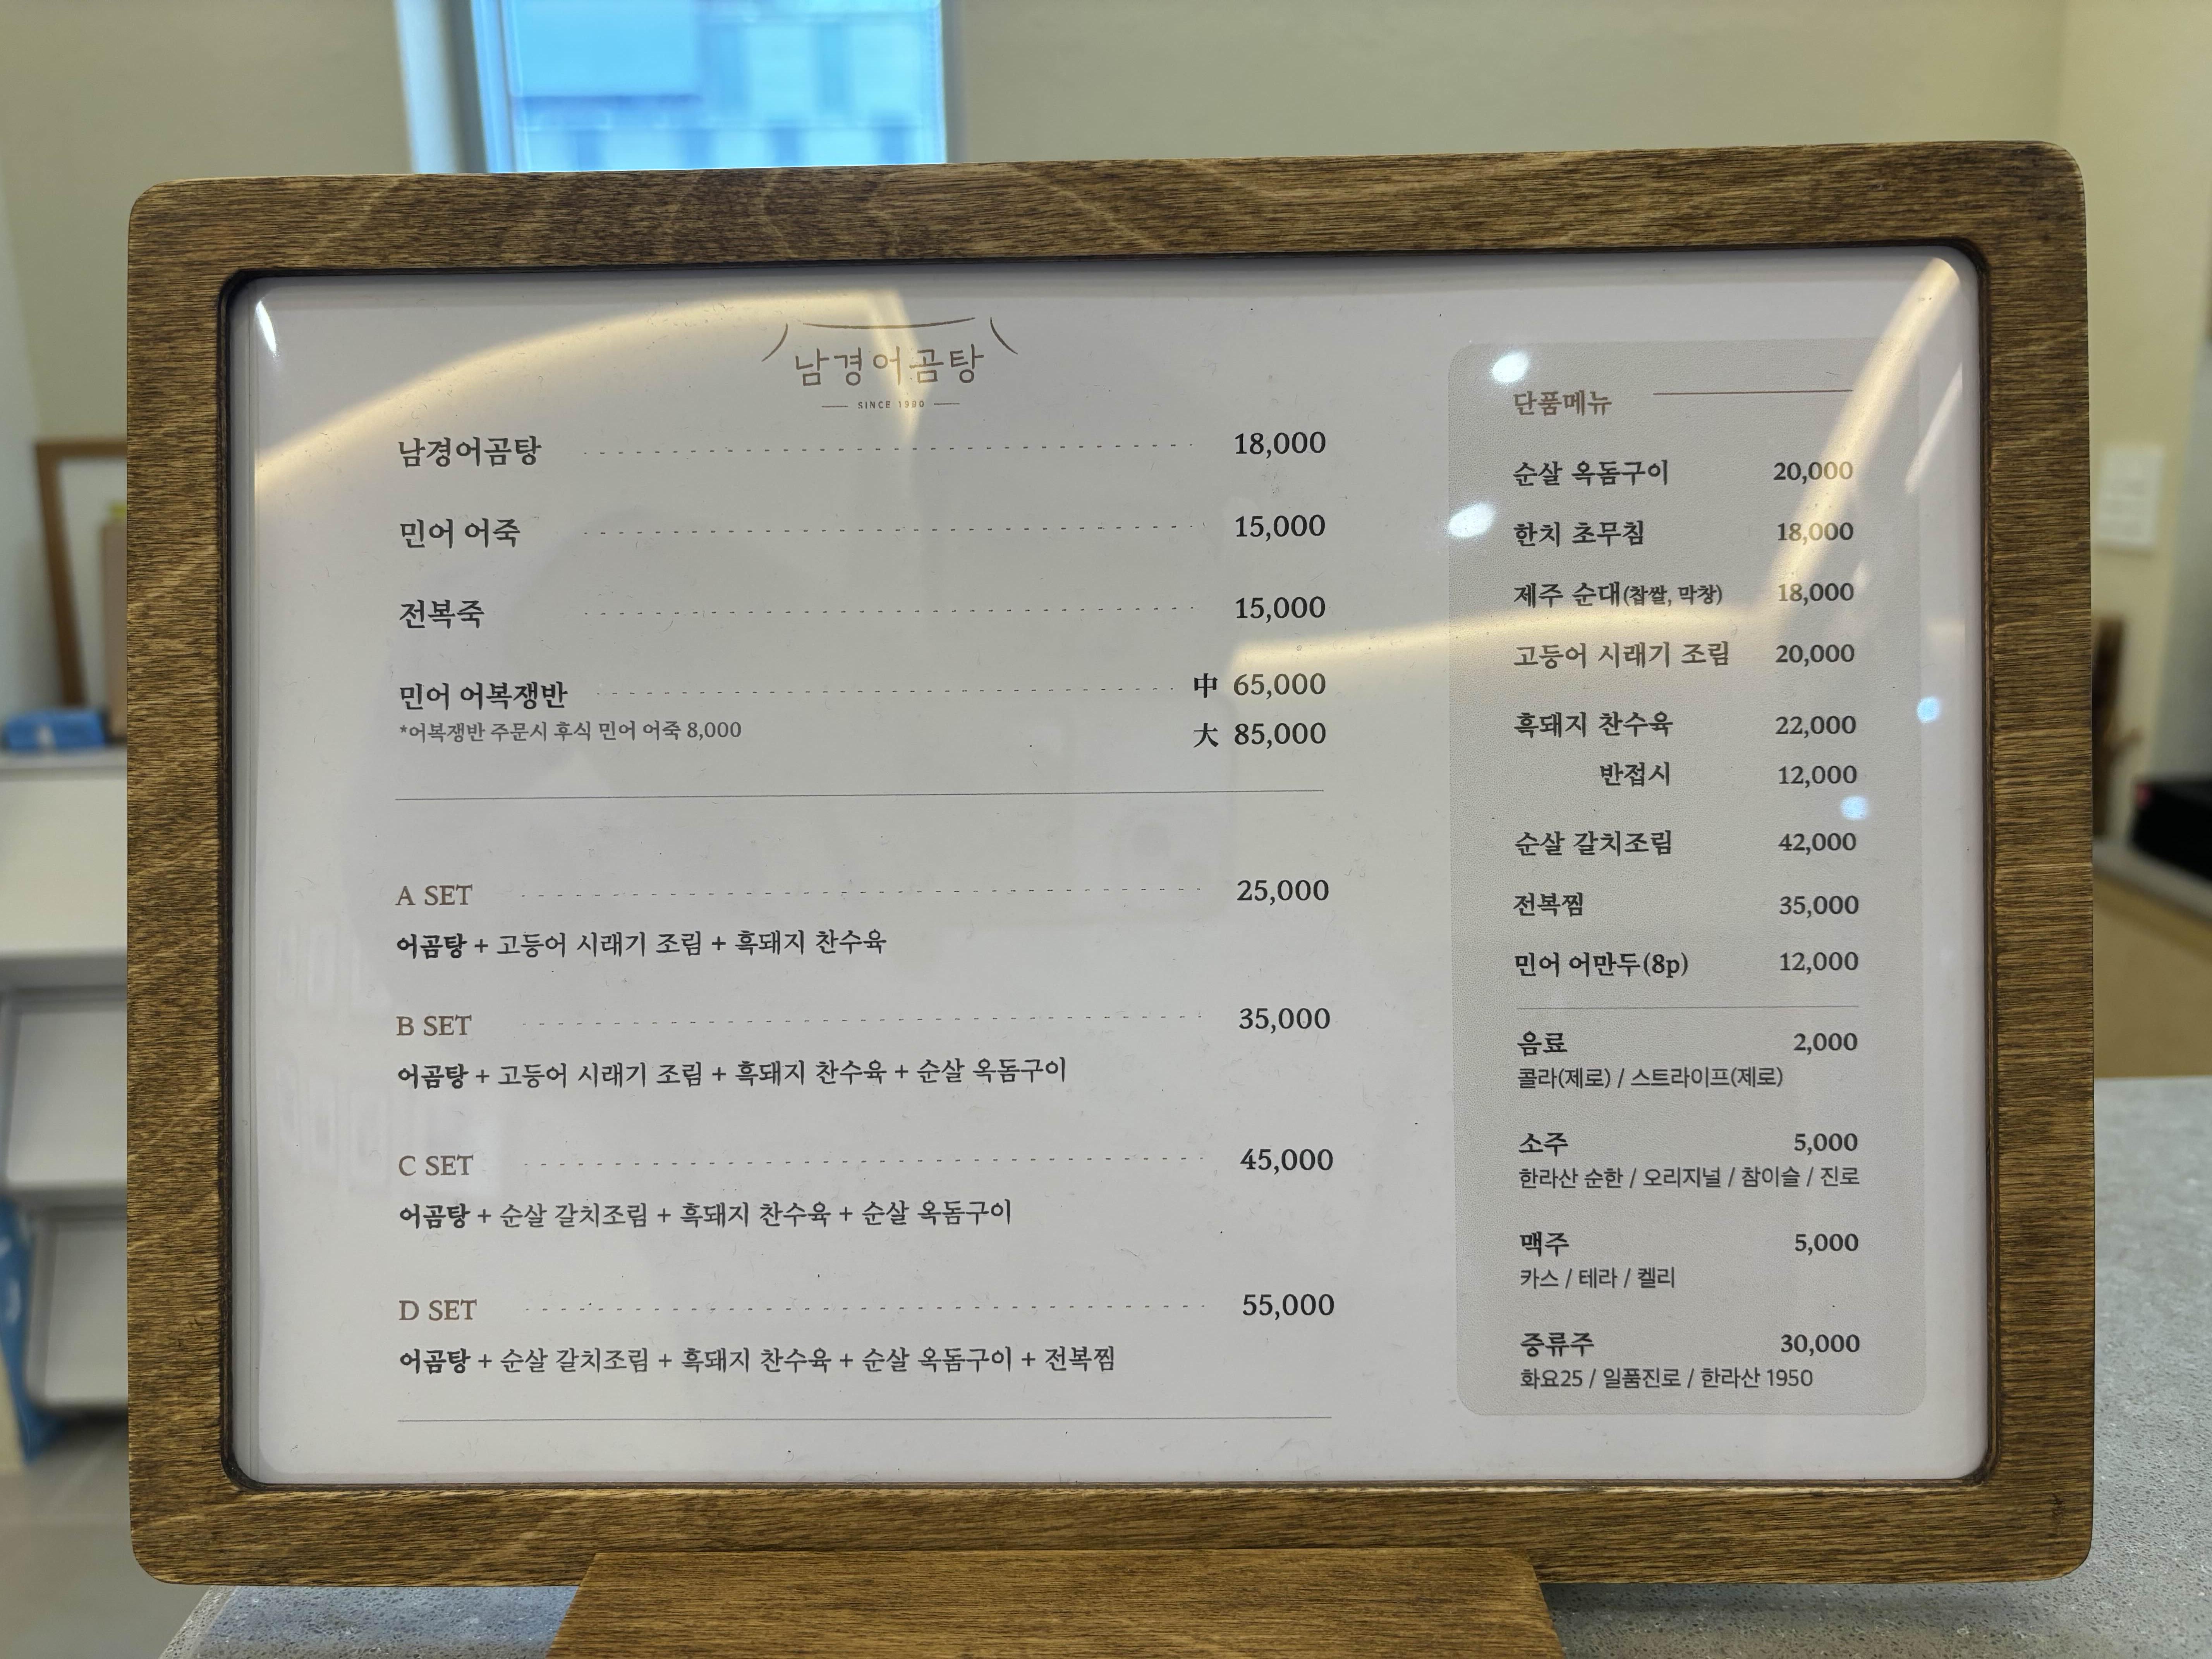 남경어곰탕
SINCE 1990
남경어곰탕 18,000
민어 어죽 15,000
전복죽 15,000
민어 어복쟁반 中 65,000
*어복쟁반 주문시 후식 민어 어죽 8,000
大 85,000
A SET 25,000
어곰탕 + 고등어 시래기 조림 + 흑돼지 찬수육
B SET 35,000
어곰탕 + 고등어 시래기 조림 + 흑돼지 찬수육 + 순살 옥돔구이
C SET 45,000
어곰탕 + 순살 갈치조림 + 흑돼지 찬수육 + 순살 옥돔구이
D SET 55,000
어곰탕 + 순살 갈치조림 + 흑돼지 찬수육 + 순살 옥돔구이 + 전복찜
단품메뉴
순살 옥돔구이 20,000
한치 초무침 18,000
제주 순대(찹쌀, 막창) 18,000
고등어 시래기 조림 20,000
흑돼지 찬수육 22,000
반접시 12,000
순살 갈치조림 42,000
전복찜 35,000
민어 어만두(8p) 12,000
음료 2,000
콜라(제로) / 스트라이프(제로)
소주 5,000
한라산 순한 / 오리지널 / 참이슬 / 진로
맥주 5,000
카스 / 테라 / 켈리
증류주 30,000
화요25 / 일품진로 / 한라산 1950